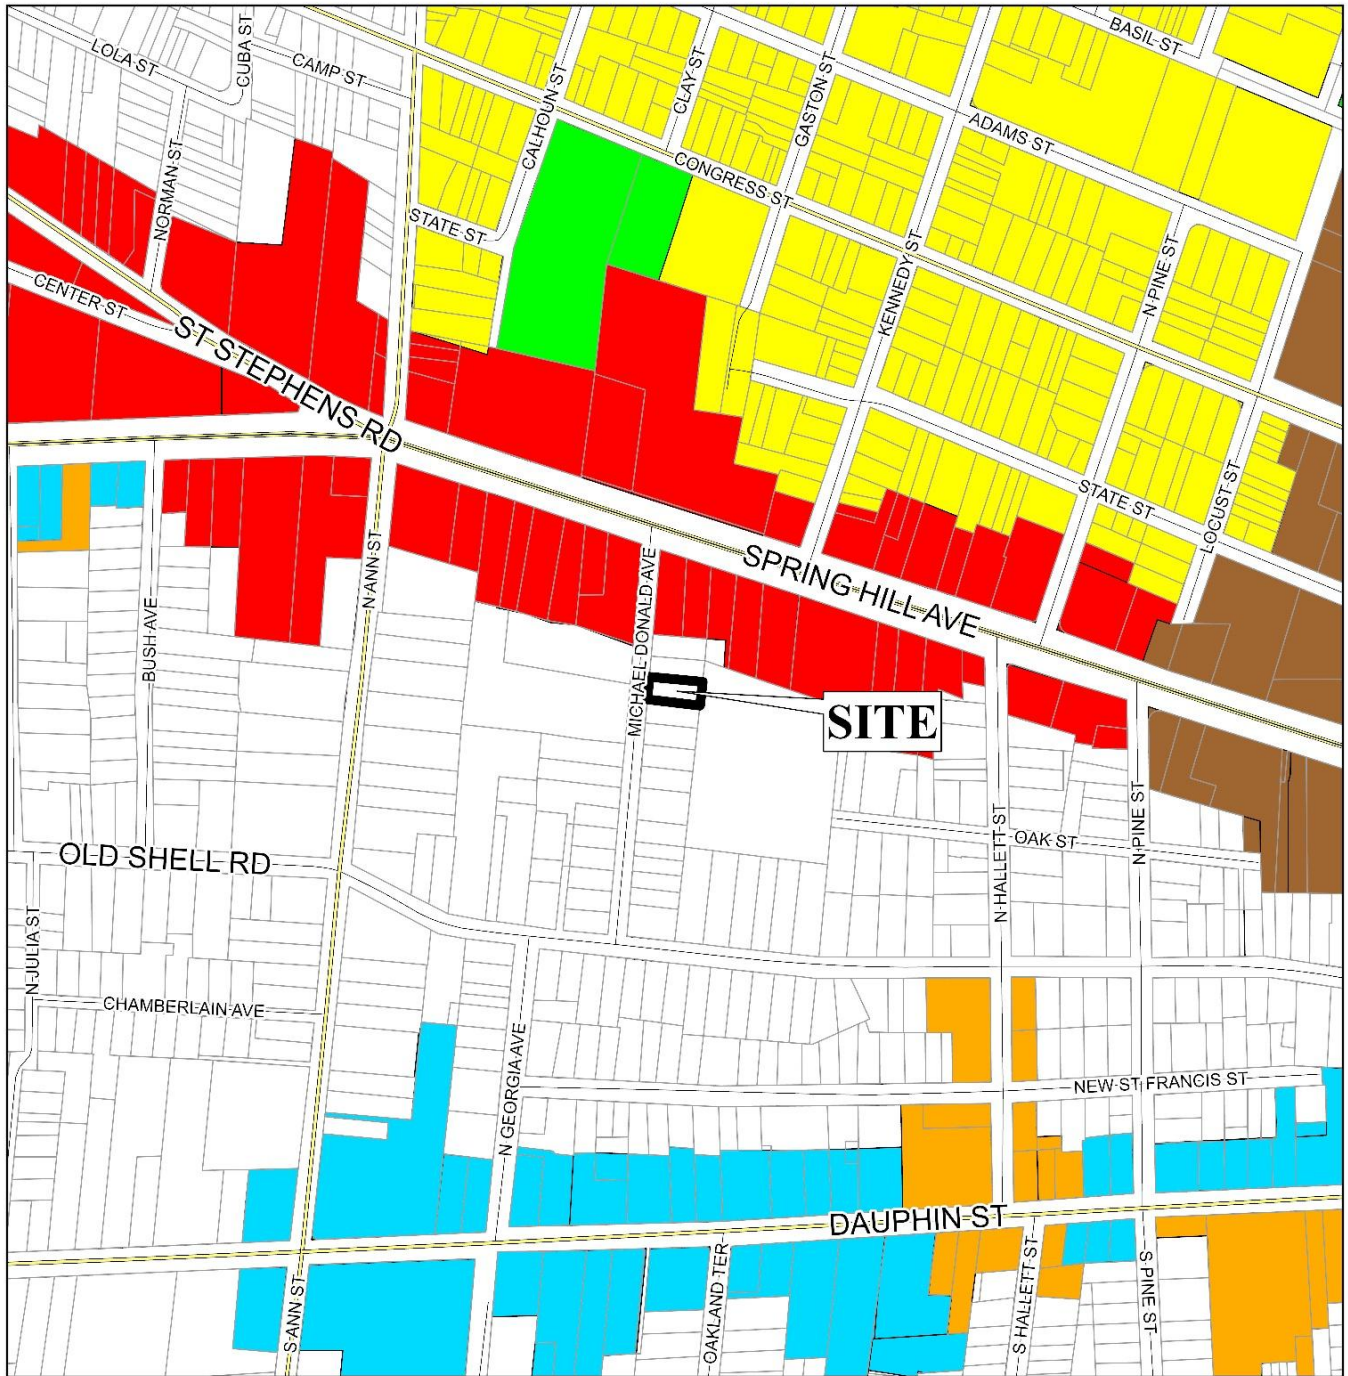 BASIL ST
CUBA ST
LOLA ST
CAMP ST
CALHOUN ST
CLAY ST
GASTON ST
ADAMS ST
NORMAN ST
CONGRESS ST
STATE ST
KENNEDY ST
N PINE ST
CENTER ST
ST STEPHENS RD
STATE ST
LOCUST ST
SPRING HILL AVE
N ANN ST
MICHAEL DONALD AVE
BUSH AVE
SITE
OLD SHELL RD
N HALLETT ST
OAK ST
N PINE ST
N JULIA ST
CHAMBERLAIN AVE
N GEORGIA AVE
NEW ST FRANCIS ST
DAUPHIN ST
S ANN ST
OAKLAND TER
S HALLETT ST
S PINE ST